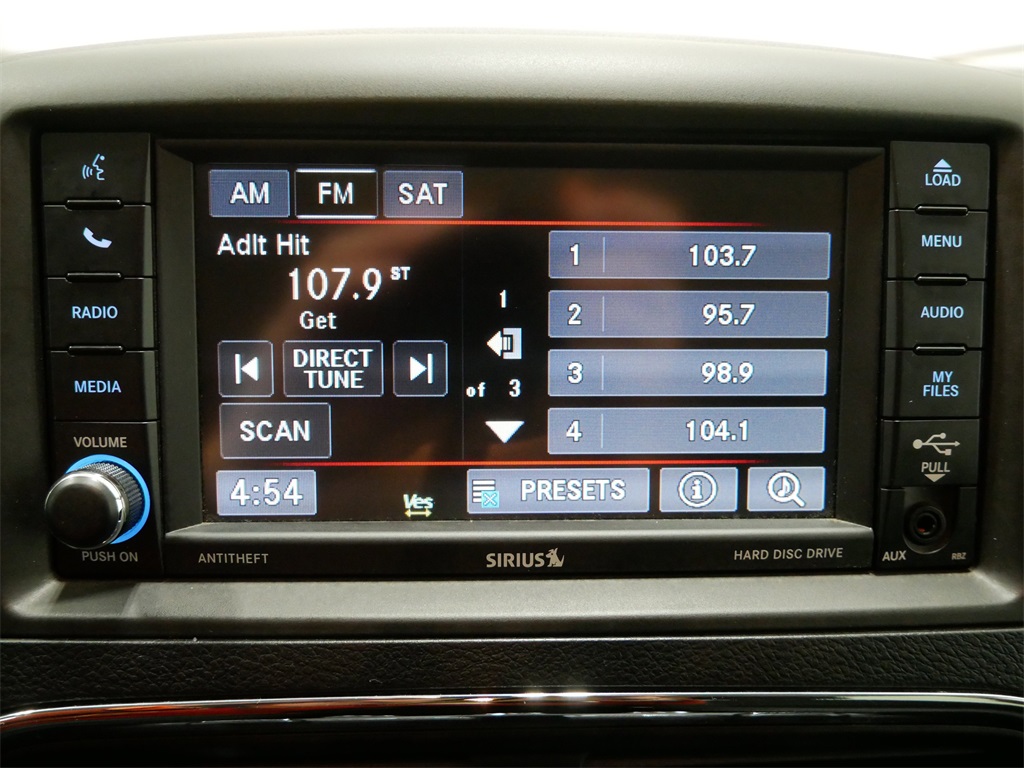 AM FM SAT
Adlt Hit
107.9 ST
Get
DIRECT
TUNE
SCAN
4:54
Ves
1
of 3
1 103.7
2 95.7
3 98.9
4 104.1
PRESETS
i
RADIO
MEDIA
VOLUME
PUSH ON
LOAD
MENU
AUDIO
MY
FILES
PULL
AUX
RBZ
ANTITHEFT
SIRIUS
HARD DISC DRIVE